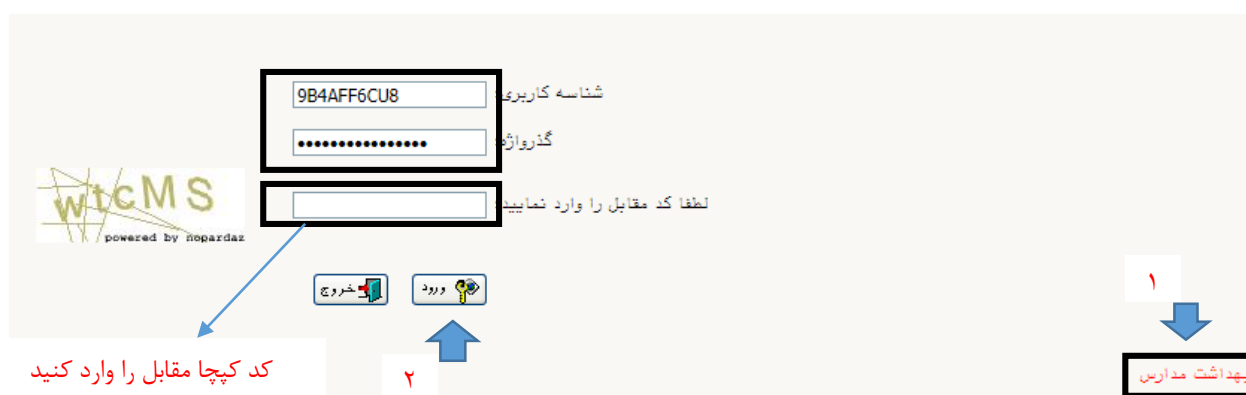 شناسه کاربری: 9B4AFF6CU8
گذرواژه: ••••••••••••••••
لطفا کد مقابل را وارد نمایید:
wtcMS
powered by nopardaz
ورود خروج
۱
۲
کد کپچا مقابل را وارد کنید
بهداشت مدارس